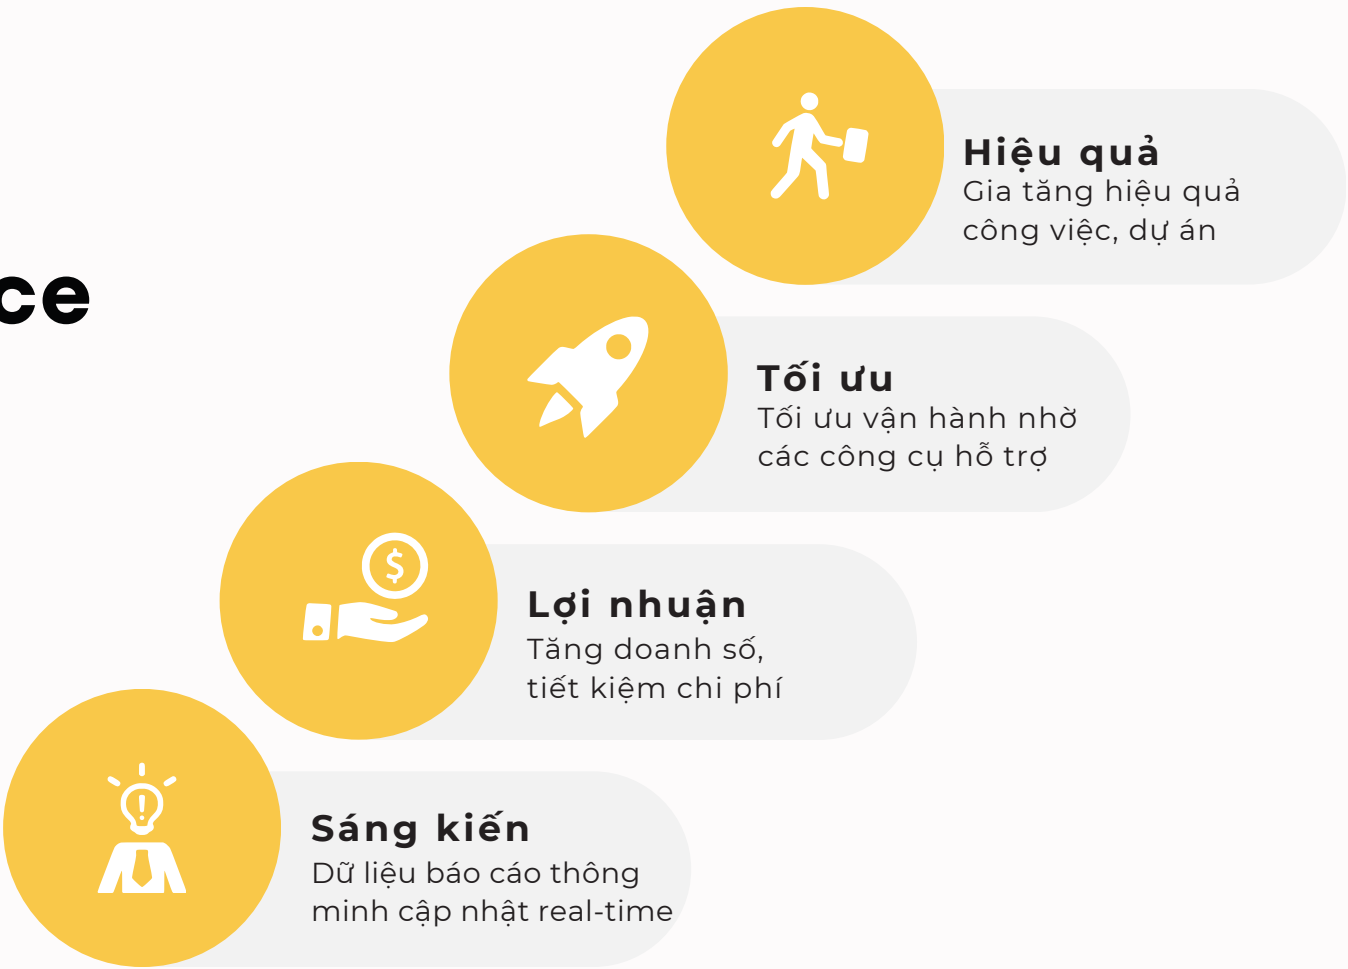 Hiệu quả
Gia tăng hiệu quả
công việc, dự án
ce
Tối ưu
Tối ưu vận hành nhờ
các công cụ hỗ trợ
Lợi nhuận
Tăng doanh số,
tiết kiệm chi phí
Sáng kiến
Dữ liệu báo cáo thông
minh cập nhật real-time